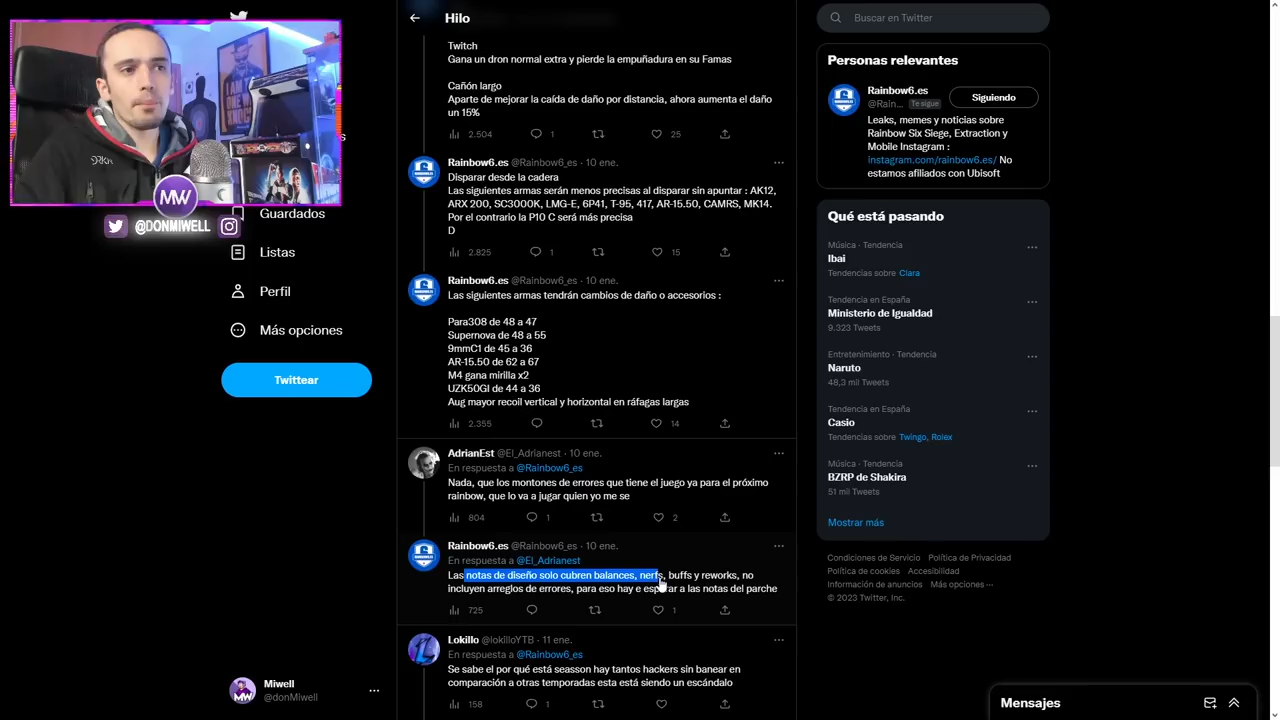 MW
@DONMIWELL
Guardados
Listas
Perfil
Más opciones
Twittear
Miwell
@donMiwell
Hilo
Twitch
Gana un dron normal extra y pierde la empuñadura en su Famas
Cañón largo
Aparte de mejorar la caída de daño por distancia, ahora aumenta el daño
un 15%
2.504 1 25
Rainbow6.es @Rainbow6_es · 10 ene.
Disparar desde la cadera
Las siguientes armas serán menos precisas al disparar sin apuntar : AK12,
ARX 200, SC3000K, LMG-E, 6P41, T-95, 417, AR-15.50, CAMRS, MK14.
Por el contrario la P10 C será más precisa
D
2.825 1 15
Rainbow6.es @Rainbow6_es · 10 ene.
Las siguientes armas tendrán cambios de daño o accesorios :
Para308 de 48 a 47
Supernova de 48 a 55
9mmC1 de 45 a 36
AR-15.50 de 62 a 67
M4 gana mirilla x2
UZK50GI de 44 a 36
Aug mayor recoil vertical y horizontal en ráfagas largas
2.355 14
AdrianEst @El_Adrianest · 10 ene.
En respuesta a @Rainbow6_es
Nada, que los montones de errores que tiene el juego ya para el próximo
rainbow, que lo va a jugar quien yo me se
804 1 2
Rainbow6.es @Rainbow6_es · 10 ene.
En respuesta a @El_Adrianest
Las notas de diseño solo cubren balances, nerfs, buffs y reworks, no
incluyen arreglos de errores, para eso hay e esperar a las notas del parche
725 1
Lokillo @lokilloYTB · 11 ene.
En respuesta a @Rainbow6_es
Se sabe el por qué está seasson hay tantos hackers sin banear en
comparación a otras temporadas esta está siendo un escándalo
158 1
Buscar en Twitter
Personas relevantes
Rainbow6.es
@Rain... Te sigue
Siguiendo
Leaks, memes y noticias sobre
Rainbow Six Siege, Extraction y
Mobile Instagram :
instagram.com/rainbow6.es/ No
estamos afiliados con Ubisoft
Qué está pasando
Música · Tendencia
Ibai
Tendencias sobre Clara
Tendencia en España
Ministerio de Igualdad
9.323 Tweets
Entretenimiento · Tendencia
Naruto
48,3 mil Tweets
Tendencia en España
Casio
Tendencias sobre Twingo, Rolex
Música · Tendencia
BZRP de Shakira
51 mil Tweets
Mostrar más
Condiciones de Servicio Política de Privacidad
Política de cookies Accesibilidad
Información de anuncios Más opciones ···
© 2023 Twitter, Inc.
Mensajes